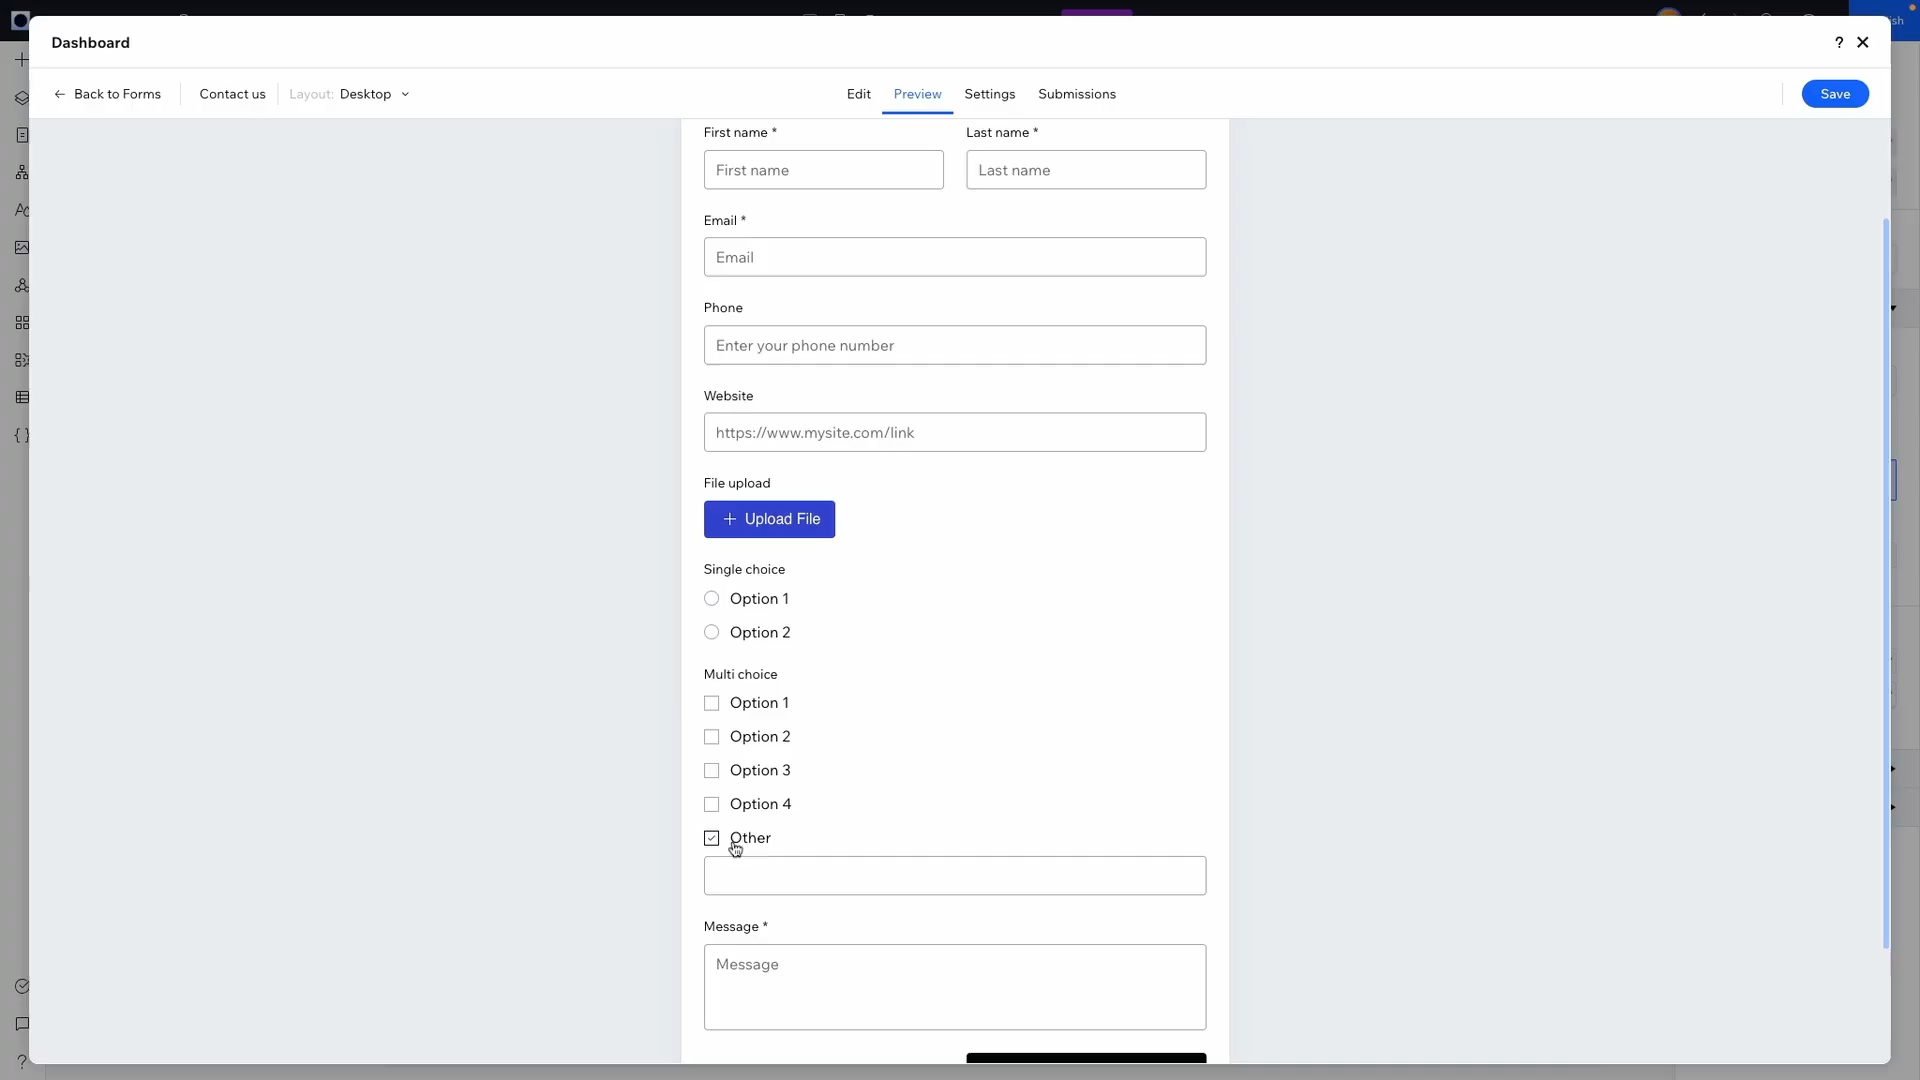 Dashboard
?
Back to Forms
Contact us
Layout: Desktop
Edit
Preview
Settings
Submissions
Save
First name *
Last name *
First name
Last name
Email *
Email
Phone
Enter your phone number
Website
https://www.mysite.com/link
File upload
+ Upload File
Single choice
Option 1
Option 2
Multi choice
Option 1
Option 2
Option 3
Option 4
Other
Message *
Message
?